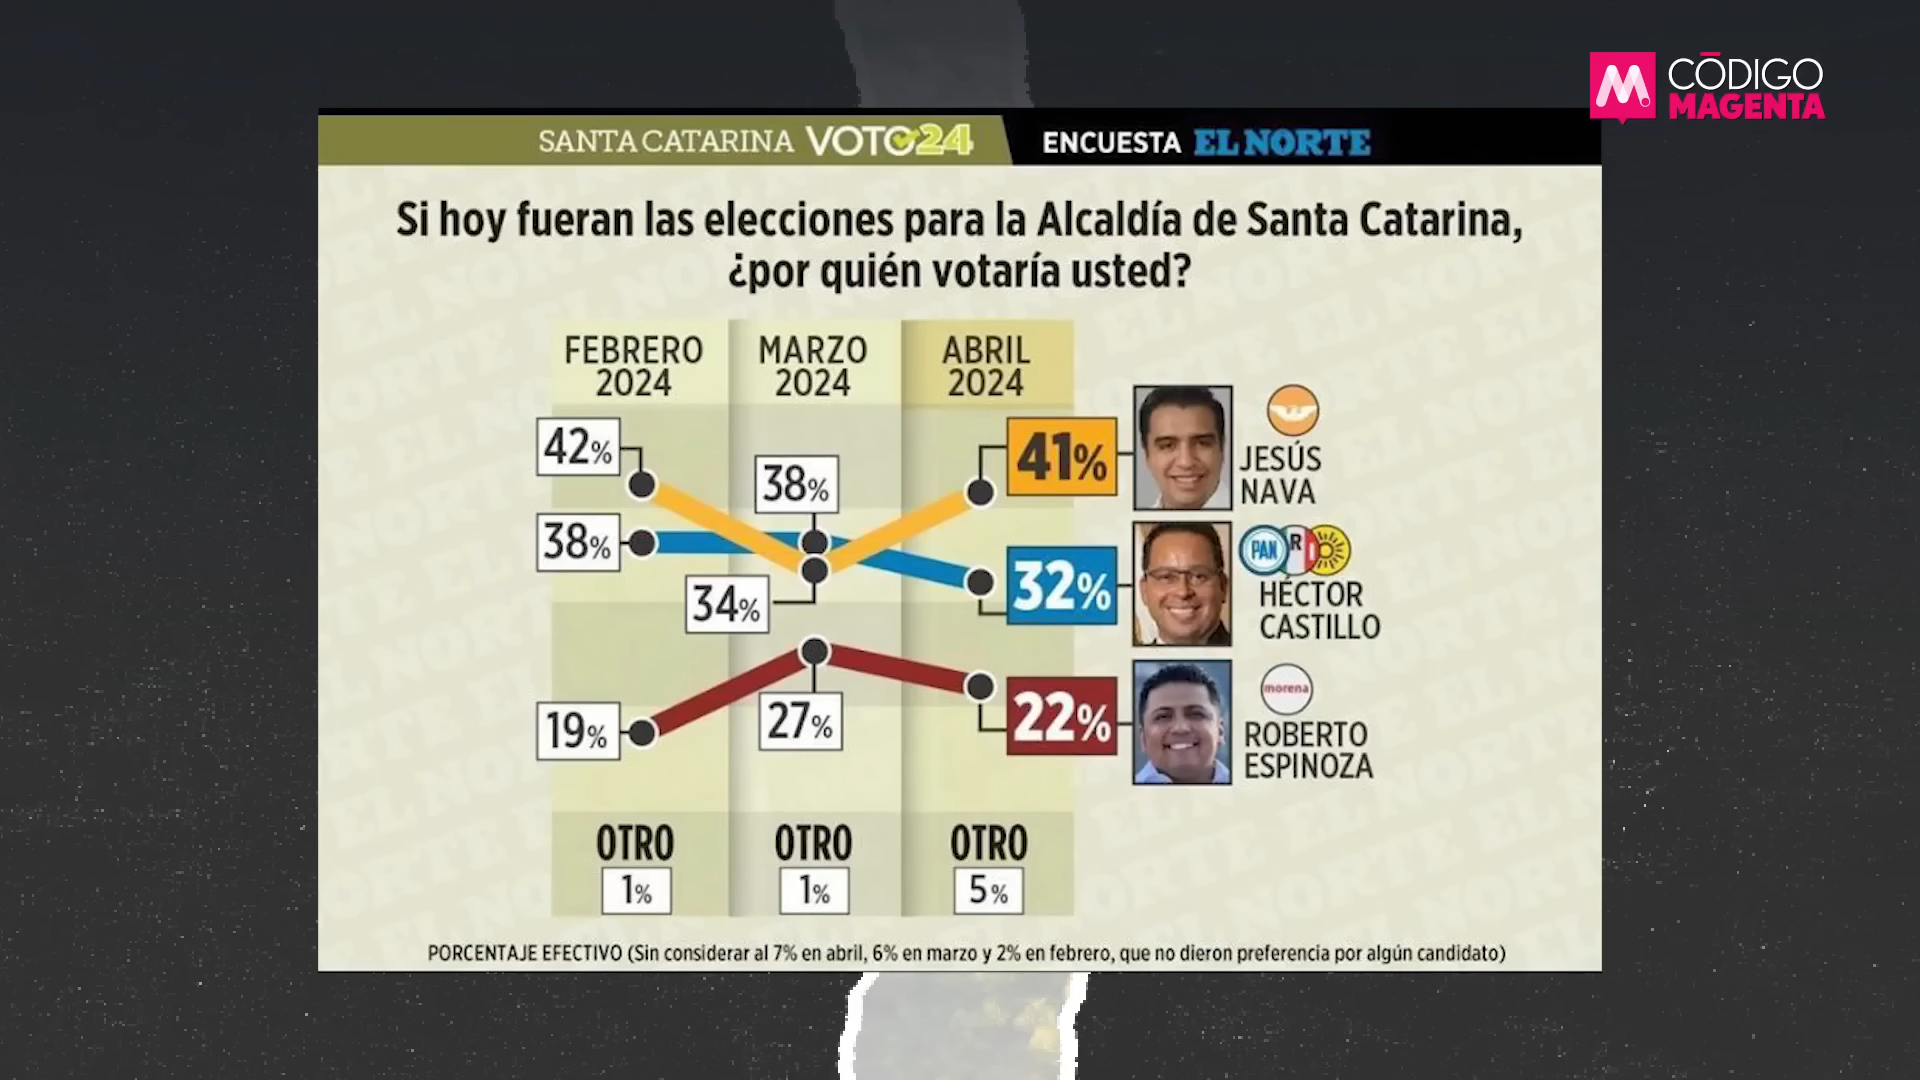 CÓDIGO
MAGENTA
SANTA CATARINA VOTO24
ENCUESTA EL NORTE
Si hoy fueran las elecciones para la Alcaldía de Santa Catarina,
¿por quién votaría usted?
FEBRERO
2024
MARZO
2024
ABRIL
2024
42%
38%
41%
JESÚS
NAVA
38%
34%
32%
PAN
R
I
HÉCTOR
CASTILLO
19%
27%
22%
morena
ROBERTO
ESPINOZA
OTRO
1%
OTRO
1%
OTRO
5%
PORCENTAJE EFECTIVO (Sin considerar al 7% en abril, 6% en marzo y 2% en febrero, que no dieron preferencia por algún candidato)